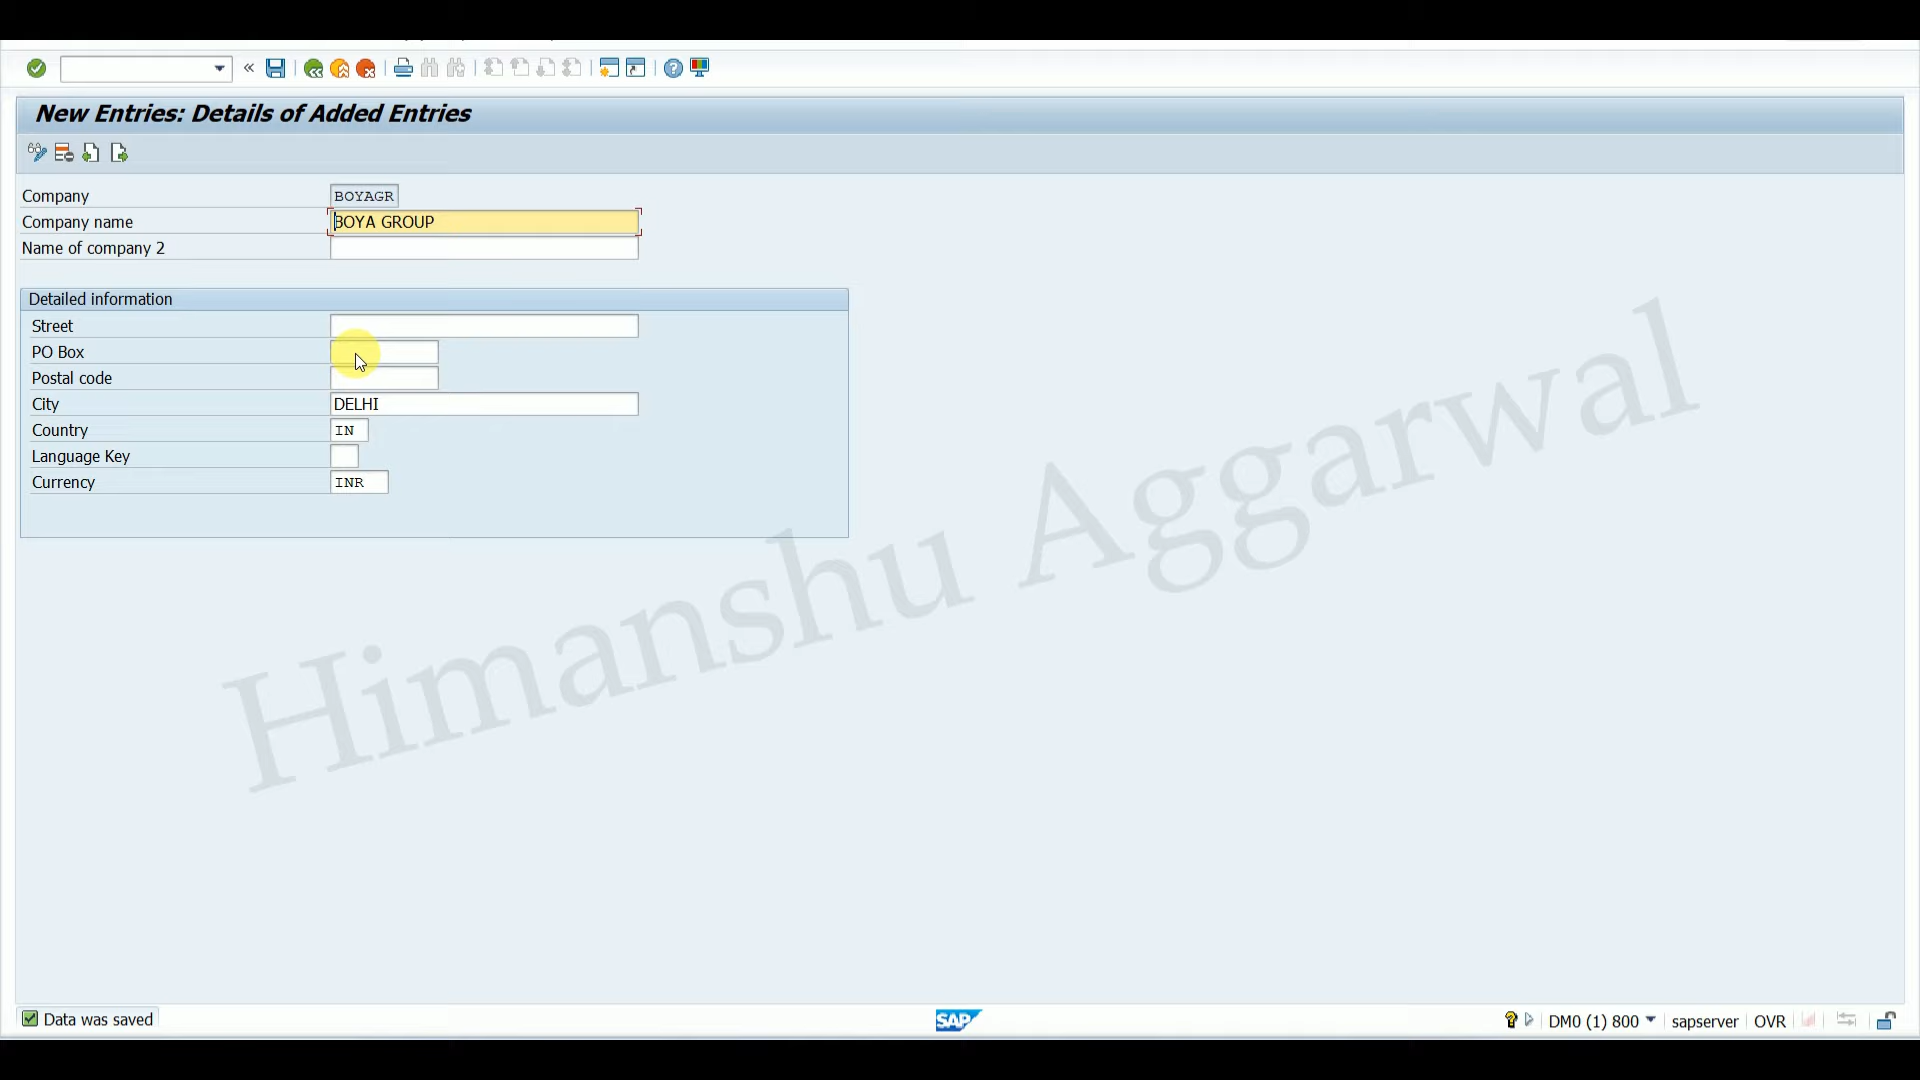 New Entries: Details of Added Entries
Company BOYAGR
Company name BOYA GROUP
Name of company 2
Detailed information
Street
PO Box
Postal code
City DELHI
Country IN
Language Key
Currency INR
Himanshu Aggarwal
Data was saved SAP DM0 (1) 800 sapserver OVR